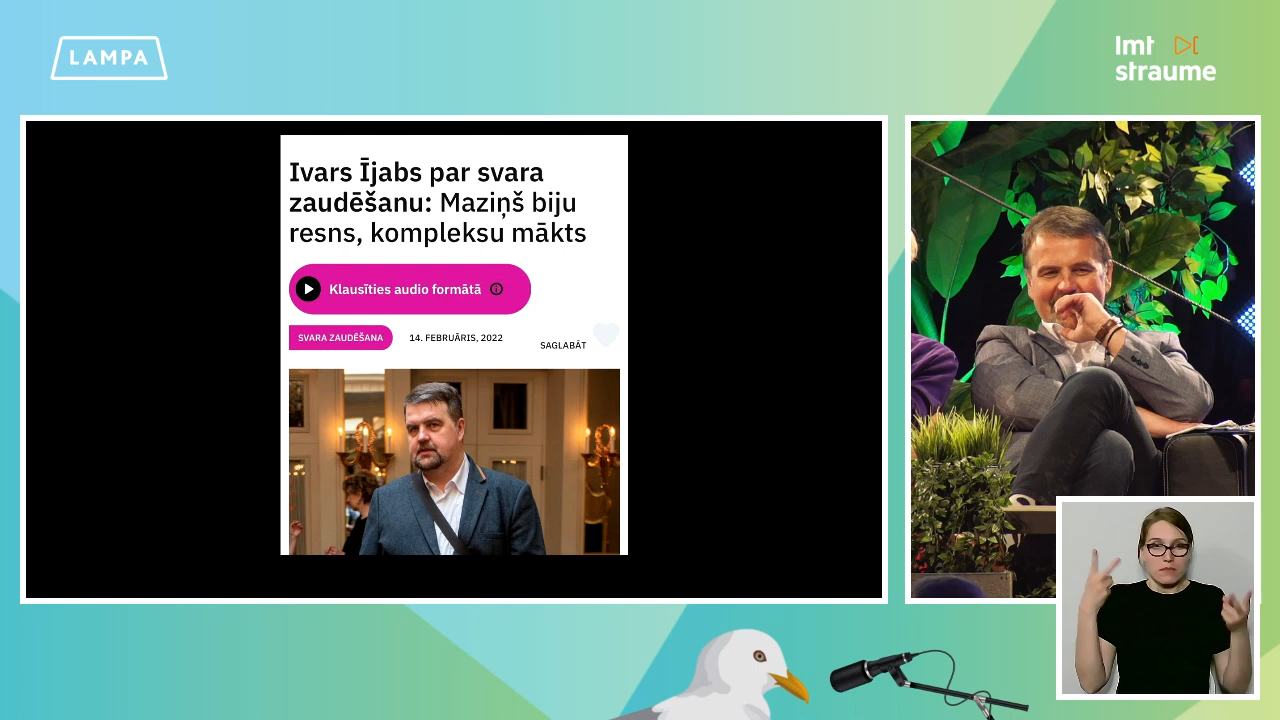 LAMPA
lmt
straume
Ivars Ījabs par svara
zaudēšanu: Maziņš biju
resns, kompleksu mākts
Klausīties audio formātā
SVARA ZAUDĒŠANA
14. FEBRUĀRIS, 2022
SAGLABĀT